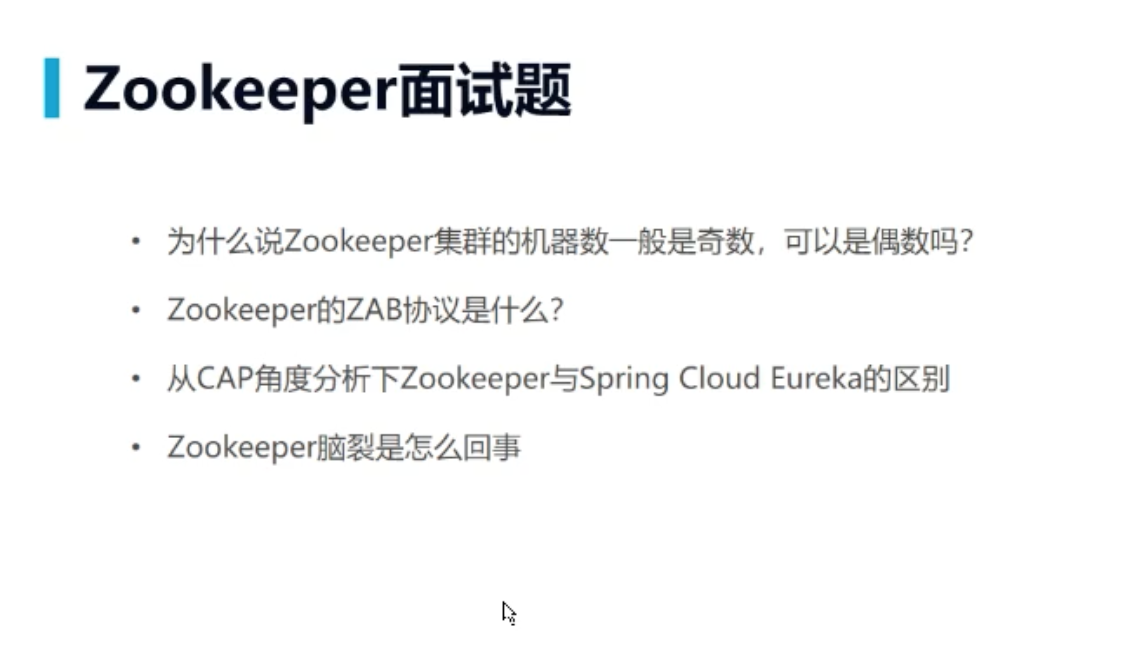 Zookeeper面试题
• 为什么说Zookeeper集群的机器数一般是奇数，可以是偶数吗？
• Zookeeper的ZAB协议是什么？
• 从CAP角度分析下Zookeeper与Spring Cloud Eureka的区别
• Zookeeper脑裂是怎么回事